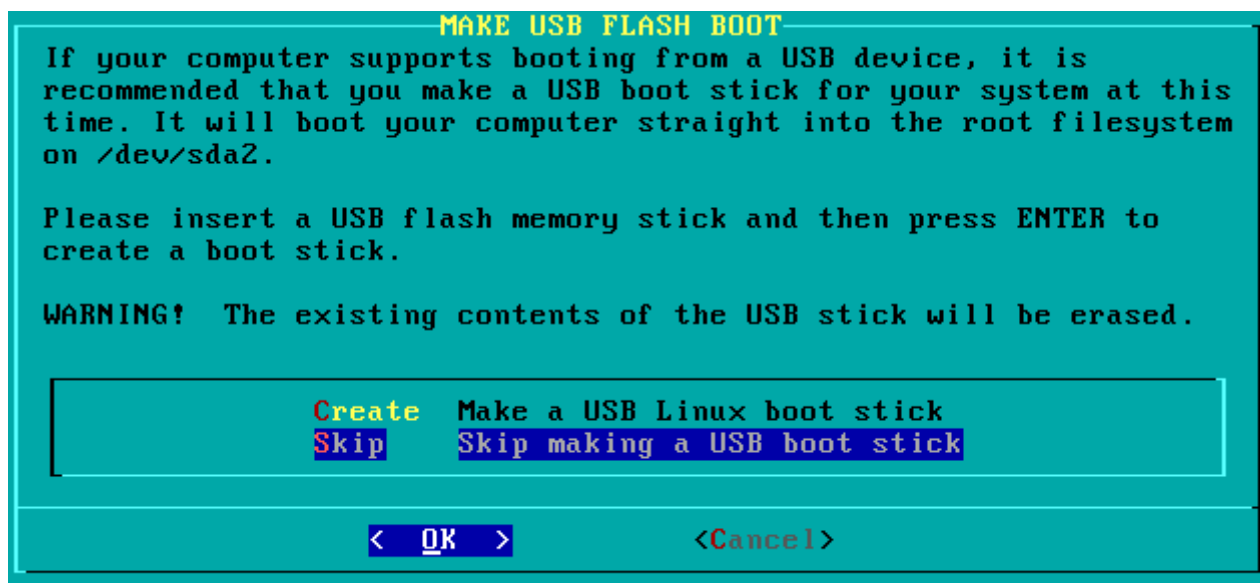 MAKE USB FLASH BOOT
If your computer supports booting from a USB device, it is
recommended that you make a USB boot stick for your system at this
time. It will boot your computer straight into the root filesystem
on /dev/sda2.
Please insert a USB flash memory stick and then press ENTER to
create a boot stick.
WARNING!  The existing contents of the USB stick will be erased.
Create  Make a USB Linux boot stick
Skip    Skip making a USB boot stick
<  OK  >          <Cancel>